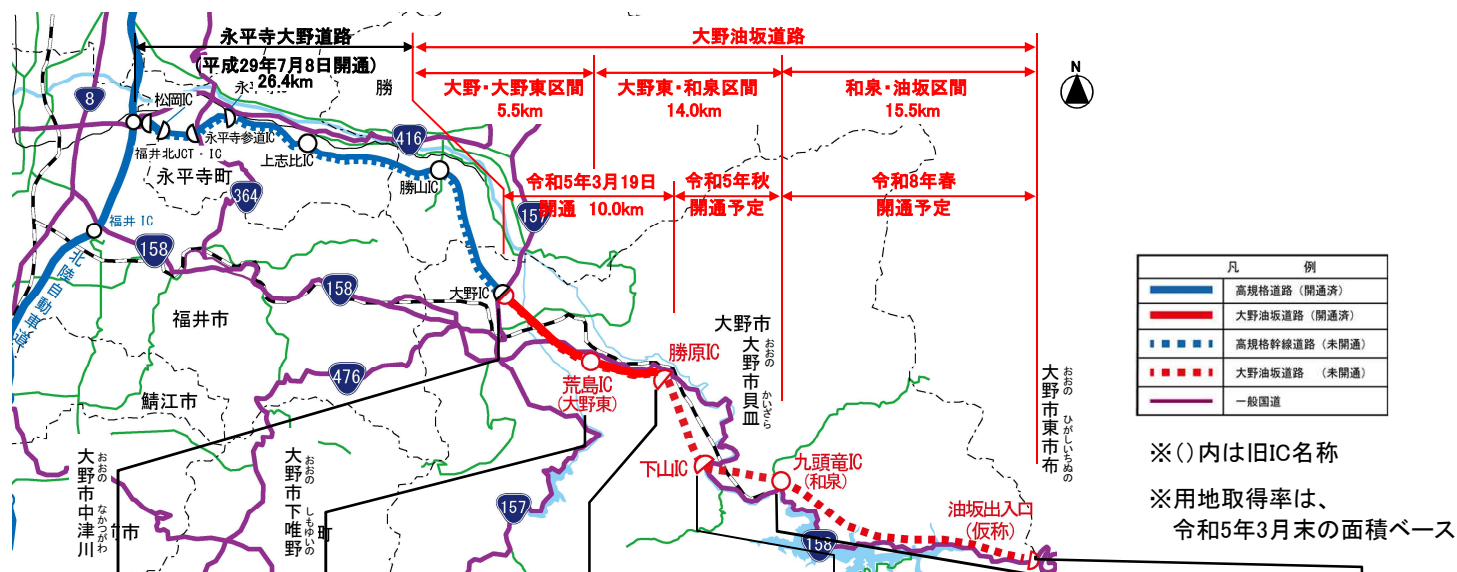 永平寺大野道路
(平成29年7月8日開通)
26.4km
大野油坂道路
大野・大野東区間
5.5km
大野東・和泉区間
14.0km
和泉・油坂区間
15.5km
令和5年3月19日
開通 10.0km
令和5年秋
開通予定
令和8年春
開通予定
N
勝
永
8
松岡IC
福井北JCT・IC
永平寺参道IC
上志比IC
416
勝山IC
永平寺町
364
157
福井 IC
158
北陸自動車道
158
大野IC
福井市
476
鯖江市
荒島IC
(大野東)
勝原IC
大野市
大野市貝皿
おおの かいざら
下山IC
九頭竜IC
(和泉)
油坂出入口
(仮称)
大野市東市布
おおの ひがしいちぬの
大野市中津川
おおの なかつがわ
市
大野市下唯野
おおの しもゆいの
町
157
158
凡 例
高規格道路(開通済)
大野油坂道路(開通済)
高規格幹線道路(未開通)
大野油坂道路 (未開通)
一般国道
※()内は旧IC名称
※用地取得率は、
令和5年3月末の面積ベース